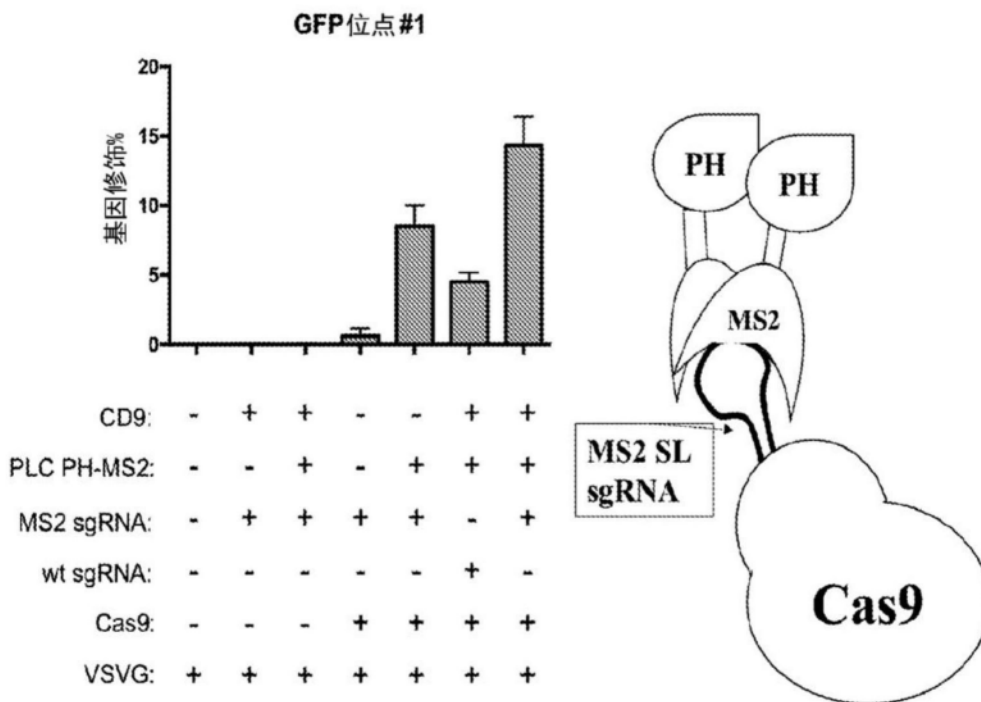 GFP位点#1
基因修饰%
20
15
10
5
0
CD9: - + + - - + +
PLC PH-MS2: - - + - + + +
MS2 sgRNA: - + + + + - +
wt sgRNA: - - - - - + -
Cas9: - - - + + + +
VSVG: + + + + + + +
PH
PH
MS2
MS2 SL
sgRNA
Cas9